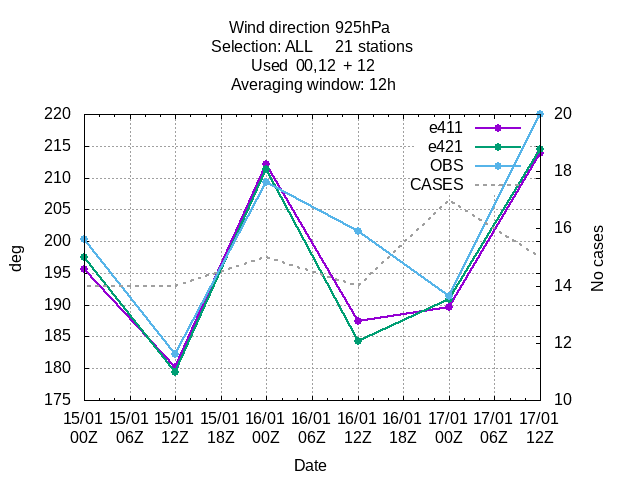 Wind direction 925hPa
Selection: ALL     21 stations
Used  00,12  + 12
Averaging window: 12h
e411
e421
OBS
CASES
deg
220
215
210
205
200
195
190
185
180
175
No cases
20
18
16
14
12
10
15/01 15/01 15/01 15/01 16/01 16/01 16/01 16/01 17/01 17/01 17/01
00Z 06Z 12Z 18Z 00Z 06Z 12Z 18Z 00Z 06Z 12Z
Date